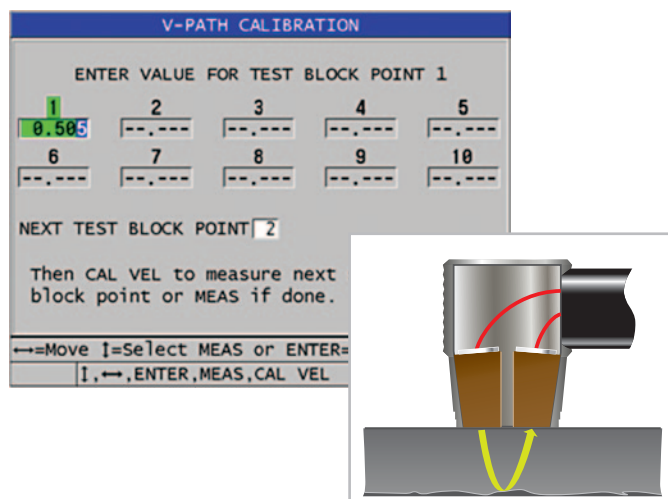 V-PATH CALIBRATION
ENTER VALUE FOR TEST BLOCK POINT 1
1 2 3 4 5
0.505 --.--- --.--- --.--- --.---
6 7 8 9 10
--.--- --.--- --.--- --.--- --.---
NEXT TEST BLOCK POINT 2
Then CAL VEL to measure next
block point or MEAS if done.
↔=Move ↕=Select MEAS or ENTER=
↕,↔,ENTER,MEAS,CAL VEL